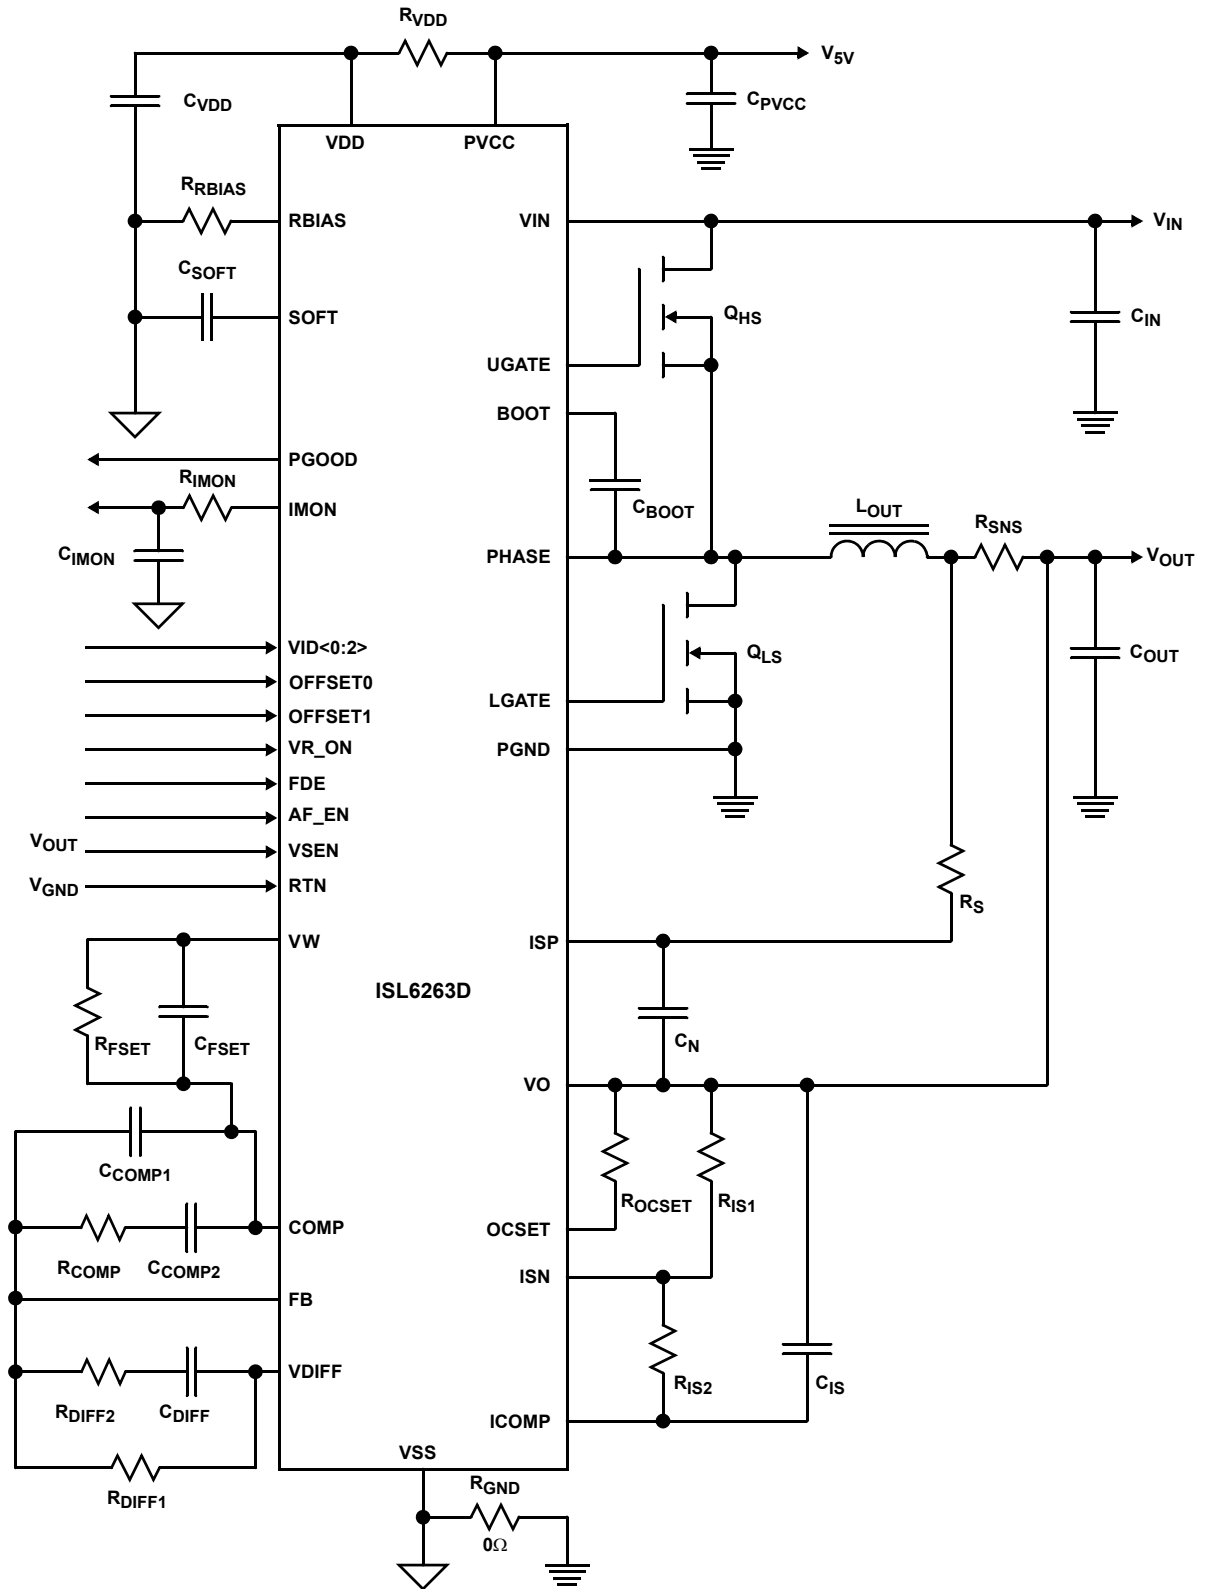 RVDD
V5V
CVDD
CPVCC
VDD
PVCC
RRBIAS
RBIAS
VIN
VIN
CSOFT
SOFT
QHS
CIN
UGATE
BOOT
PGOOD
RIMON
IMON
CBOOT
LOUT
RSNS
CIMON
PHASE
VOUT
VID<0:2>
QLS
COUT
OFFSET0
LGATE
OFFSET1
VR_ON
PGND
FDE
AF_EN
VOUT
VSEN
VGND
RTN
RS
VW
ISP
ISL6263D
RFSET
CFSET
CN
VO
CCOMP1
ROCSET
RIS1
COMP
OCSET
RCOMP
CCOMP2
ISN
FB
VDIFF
RIS2
CIS
RDIFF2
CDIFF
ICOMP
VSS
RDIFF1
RGND
0Ω